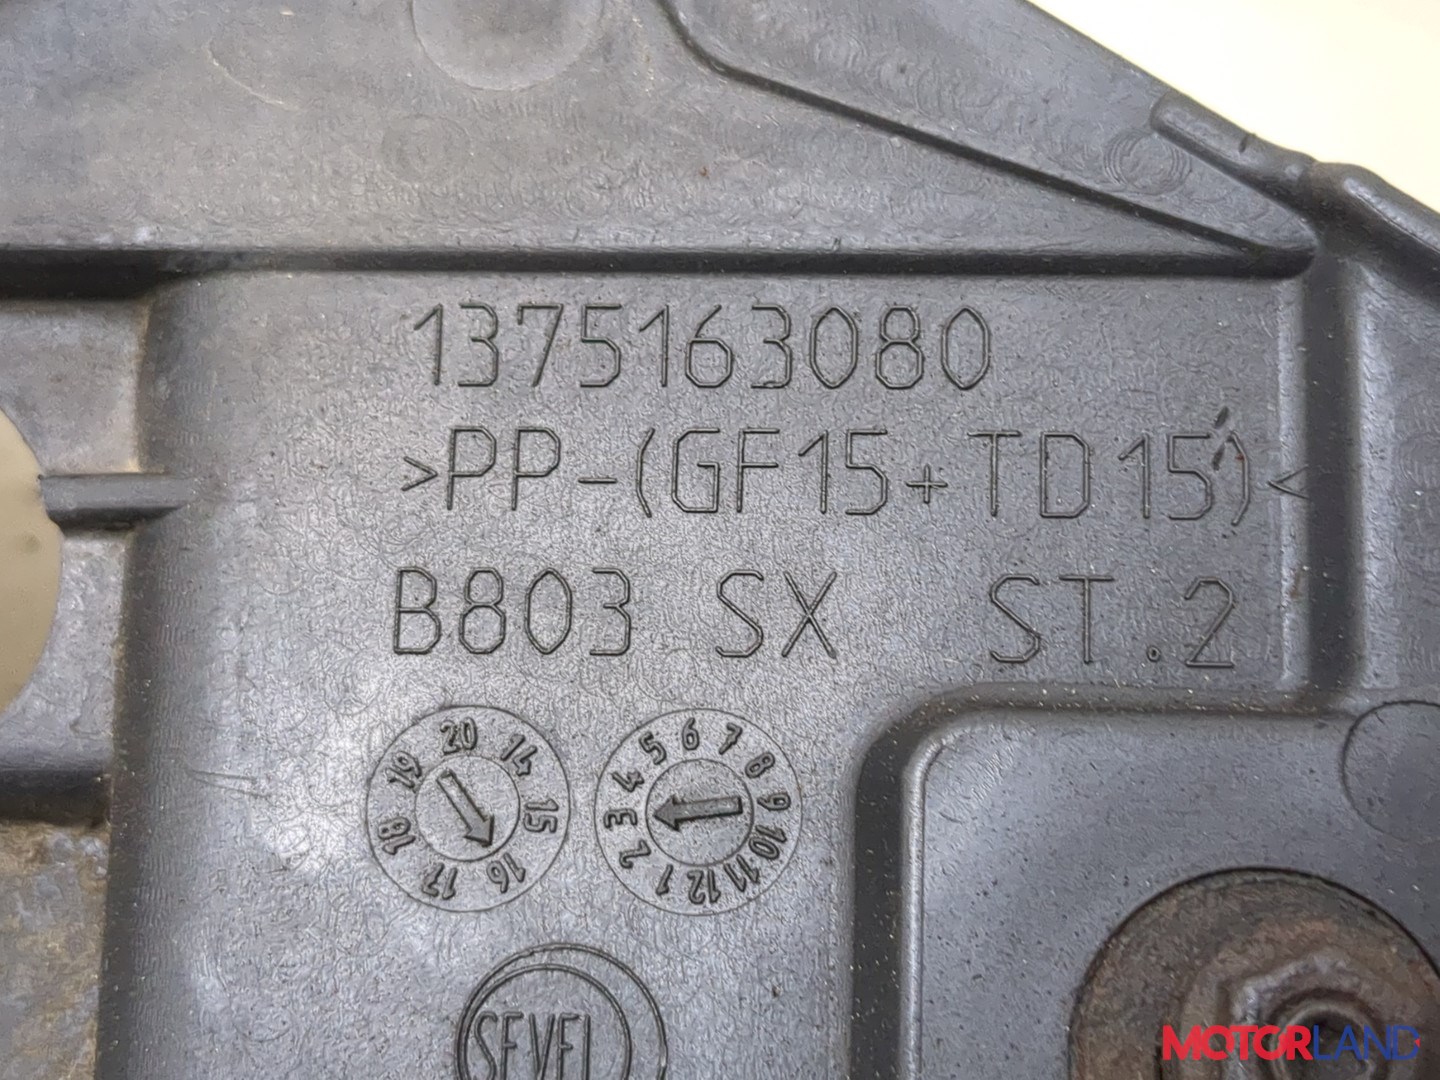 1375163080
>PP-(GF15+TD15)<
B803 SX ST.2
14 15 16 17 18 19 20
1 2 3 4 5 6 7 8 9 10 11 12
SEVEL
MOTORLAND